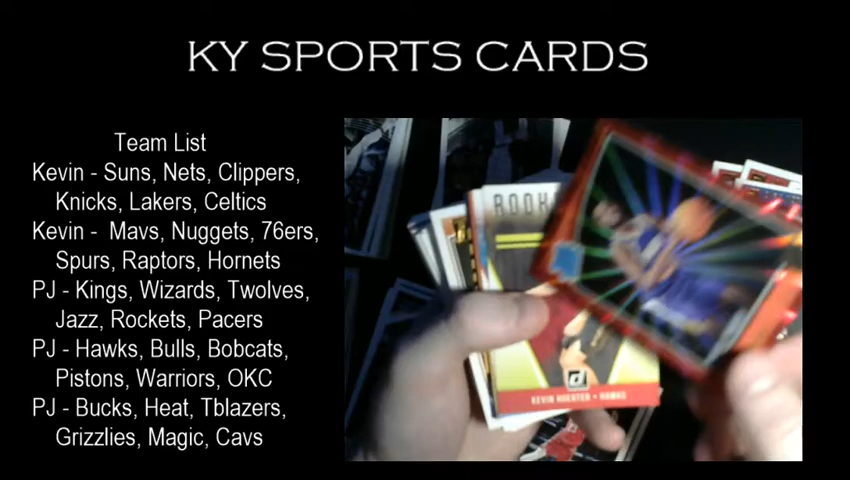 KY SPORTS CARDS
Team List
Kevin - Suns, Nets, Clippers,
Knicks, Lakers, Celtics
Kevin - Mavs, Nuggets, 76ers,
Spurs, Raptors, Hornets
PJ - Kings, Wizards, Twolves,
Jazz, Rockets, Pacers
PJ - Hawks, Bulls, Bobcats,
Pistons, Warriors, OKC
PJ - Bucks, Heat, Tblazers,
Grizzlies, Magic, Cavs
KEVIN HUERTER • HAWKS